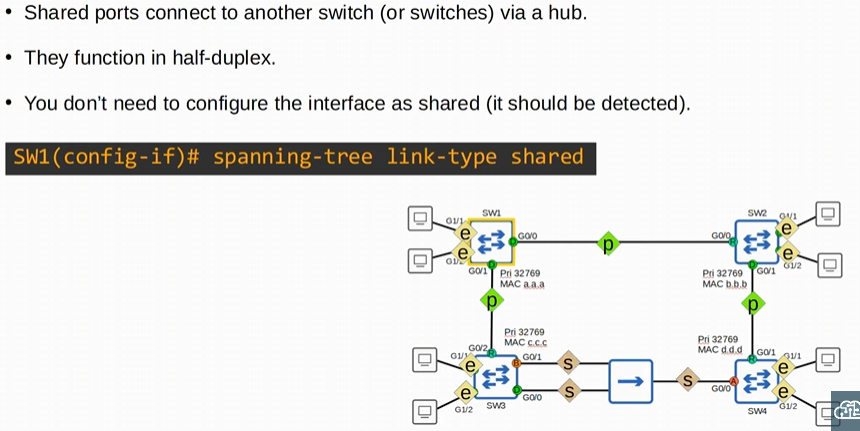 • Shared ports connect to another switch (or switches) via a hub.
• They function in half-duplex.
• You don't need to configure the interface as shared (it should be detected).
SW1(config-if)# spanning-tree link-type shared
SW1
SW2
G1/1
G1/1
e
G0/0
p
G0/0
e
D
R
e
e
G1/2
G1/2
G0/1
D
Pri 32769
MAC a.a.a
Pri 32769
MAC b.b.b
D
G0/1
p
p
Pri 32769
MAC c.c.c
Pri 32769
MAC d.d.d
G0/2
R
G1/1
G0/1
R
G0/1
G1/1
e
B
S
e
S
A
G0/0
e
D
G0/0
S
e
G1/2
SW3
SW4
G1/2